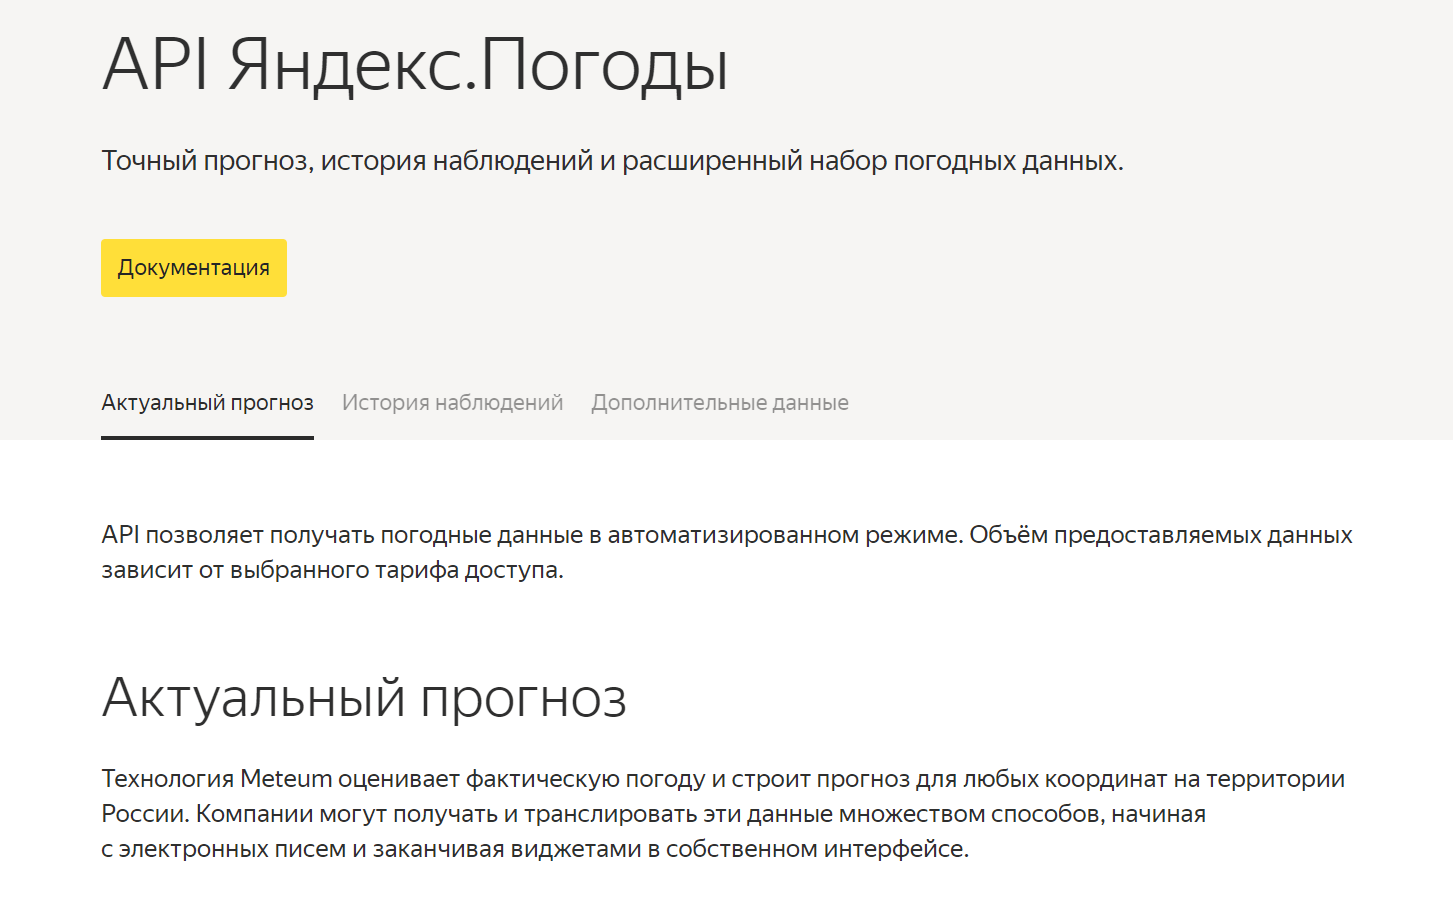 API Яндекс.Погоды
Точный прогноз, история наблюдений и расширенный набор погодных данных.
Документация
Актуальный прогноз История наблюдений Дополнительные данные
API позволяет получать погодные данные в автоматизированном режиме. Объём предоставляемых данных
зависит от выбранного тарифа доступа.
Актуальный прогноз
Технология Meteum оценивает фактическую погоду и строит прогноз для любых координат на территории
России. Компании могут получать и транслировать эти данные множеством способов, начиная
с электронных писем и заканчивая виджетами в собственном интерфейсе.